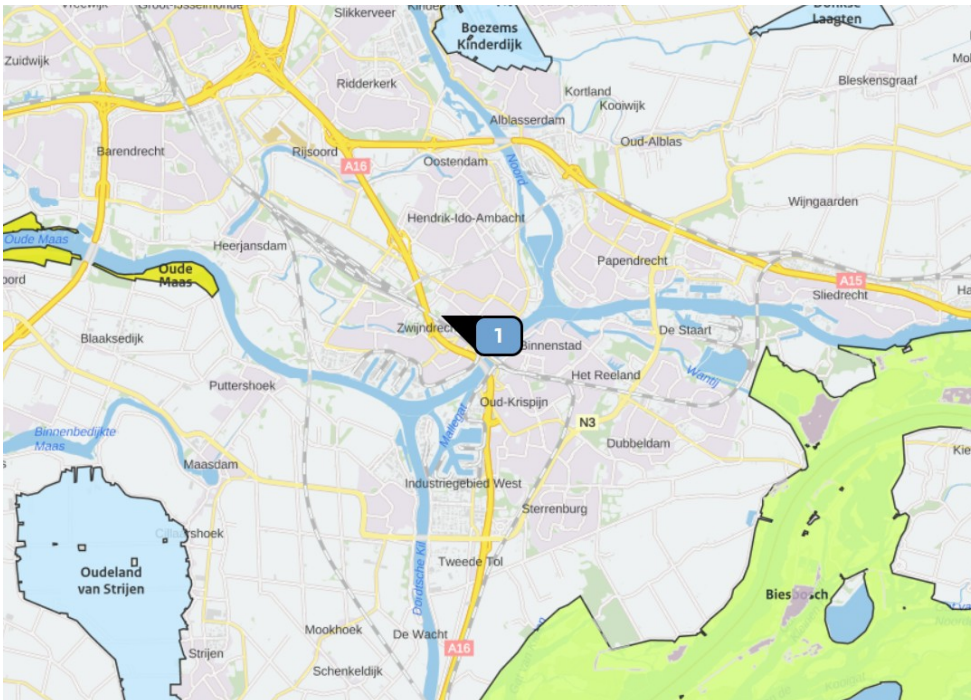 Slikkerveer
Boezems
Kinderdijk
Laagten
Zuidwijk
Ridderkerk
Kortland
Kooiwijk
Bleskensgraaf
Alblasserdam
Oud-Alblas
Barendrecht
Rijsoord
A16
Oostendam
Noord
Wijngaarden
Hendrik-Ido-Ambacht
Oude Maas
Heerjansdam
Oude
Maas
Papendrecht
A15
Sliedrecht
Blaaksedijk
1
Binnenstad
De Staart
Wantij
Het Reeland
Puttershoek
Oud-Krispijn
Mallegat
N3
Binnenbedijkte
Maas
Dubbeldam
Maasdam
Industriegebied West
Sterrenburg
Tweede Tol
Oudeland
van Strijen
Dordtsche Kil
Biesbosch
Mookhoek
De Wacht
A16
Strijen
Schenkeldijk